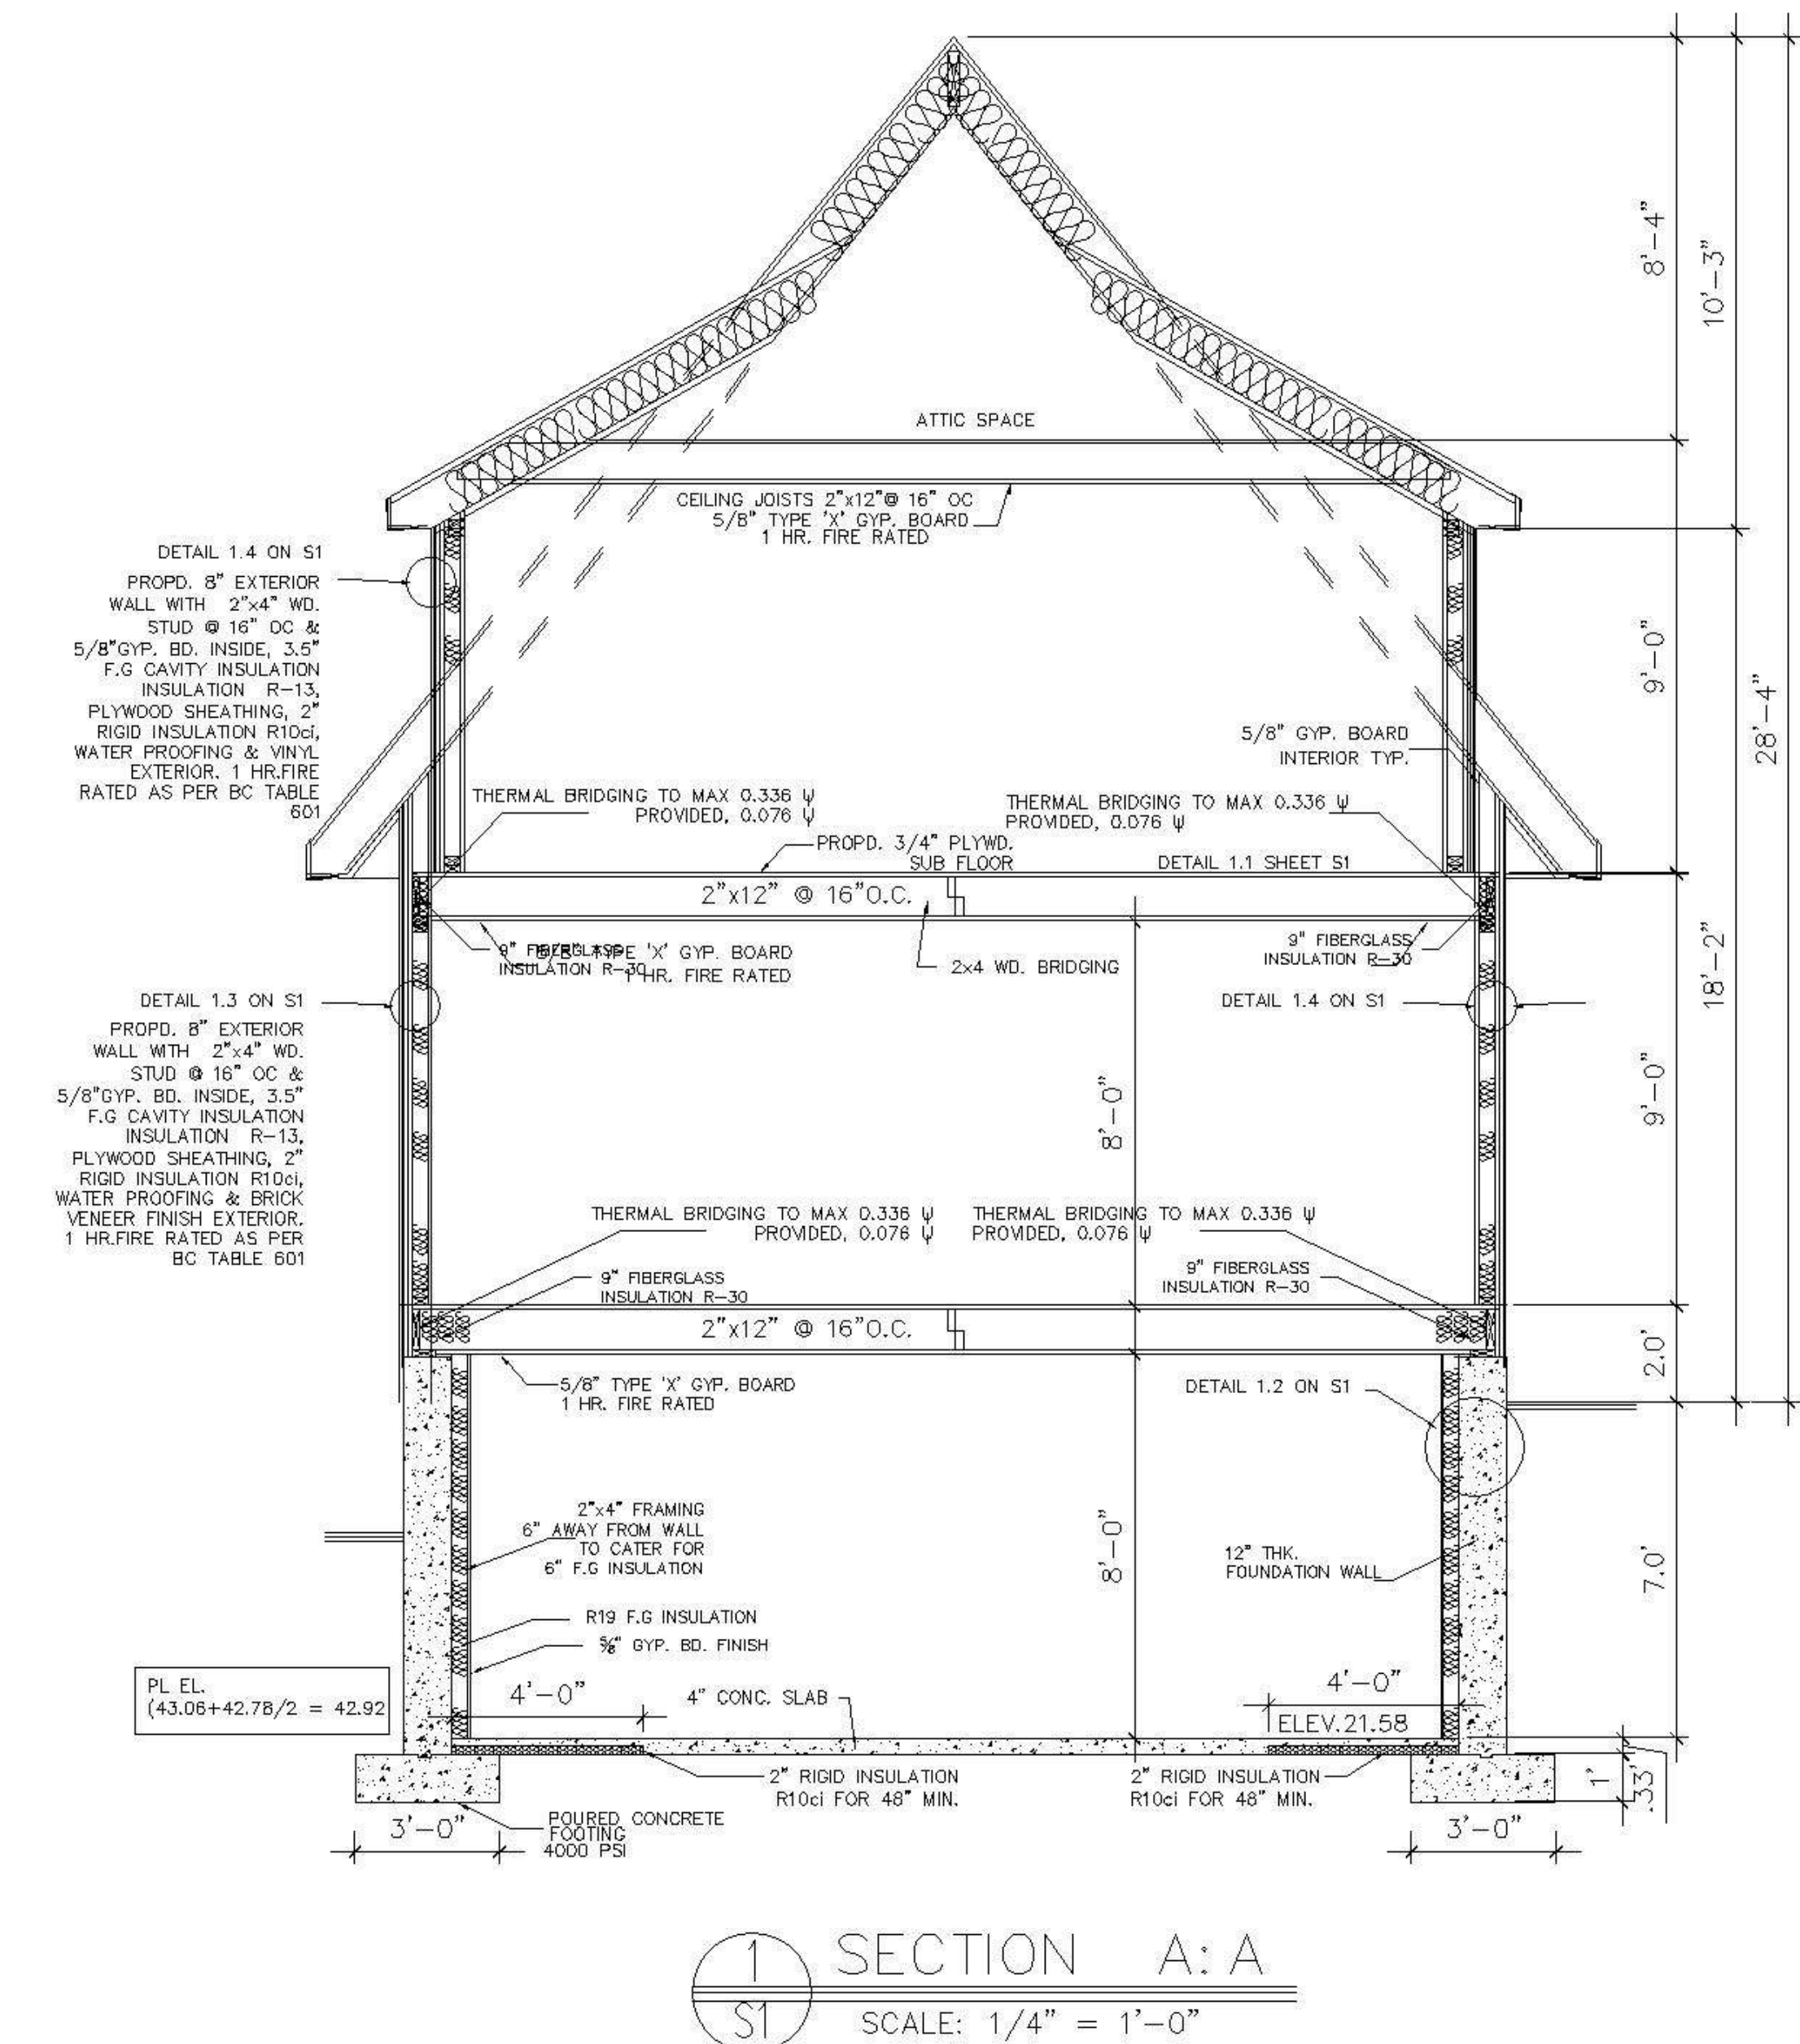 8'-4"
10'-3"
ATTIC SPACE
CEILING JOISTS 2"x12"@ 16" OC
5/8" TYPE 'X' GYP. BOARD
1 HR. FIRE RATED
DETAIL 1.4 ON S1
PROPD. 8" EXTERIOR
WALL WITH 2"x4" WD.
STUD @ 16" OC &
5/8"GYP. BD. INSIDE, 3.5"
F.G CAVITY INSULATION
INSULATION R-13,
PLYWOOD SHEATHING, 2"
RIGID INSULATION R10ci,
WATER PROOFING & VINYL
EXTERIOR. 1 HR.FIRE
RATED AS PER BC TABLE
601
9'-0"
28'-4"
5/8" GYP. BOARD
INTERIOR TYP.
THERMAL BRIDGING TO MAX 0.336 ψ
PROVIDED, 0.076 ψ
THERMAL BRIDGING TO MAX 0.336 ψ
PROVIDED, 0.076 ψ
PROPD. 3/4" PLYWD.
SUB FLOOR
DETAIL 1.1 SHEET S1
2"x12" @ 16"O.C.
9" FIBERGLASS
INSULATION R-30
TYPE 'X' GYP. BOARD
1 HR. FIRE RATED
2x4 WD. BRIDGING
9" FIBERGLASS
INSULATION R-30
18'-2"
DETAIL 1.3 ON S1
PROPD. 8" EXTERIOR
WALL WITH 2"x4" WD.
STUD @ 16" OC &
5/8"GYP. BD. INSIDE, 3.5"
F.G CAVITY INSULATION
INSULATION R-13,
PLYWOOD SHEATHING, 2"
RIGID INSULATION R10ci,
WATER PROOFING & BRICK
VENEER FINISH EXTERIOR.
1 HR.FIRE RATED AS PER
BC TABLE 601
DETAIL 1.4 ON S1
8'-0"
9'-0"
THERMAL BRIDGING TO MAX 0.336 ψ
PROVIDED, 0.076 ψ
THERMAL BRIDGING TO MAX 0.336 ψ
PROVIDED, 0.076 ψ
9" FIBERGLASS
INSULATION R-30
9" FIBERGLASS
INSULATION R-30
2"x12" @ 16"O.C.
2.0'
5/8" TYPE 'X' GYP. BOARD
1 HR. FIRE RATED
DETAIL 1.2 ON S1
2"x4" FRAMING
6" AWAY FROM WALL
TO CATER FOR
6" F.G INSULATION
8'-0"
12" THK.
FOUNDATION WALL
7.0'
R19 F.G INSULATION
5/8" GYP. BD. FINISH
PL EL.
(43.06+42.78/2 = 42.92
4'-0"
4" CONC. SLAB
4'-0"
ELEV.21.58
2" RIGID INSULATION
R10ci FOR 48" MIN.
2" RIGID INSULATION
R10ci FOR 48" MIN.
1'
.33'
3'-0"
POURED CONCRETE
FOOTING
4000 PSI
3'-0"
1
S1
SECTION A: A
SCALE: 1/4" = 1'-0"